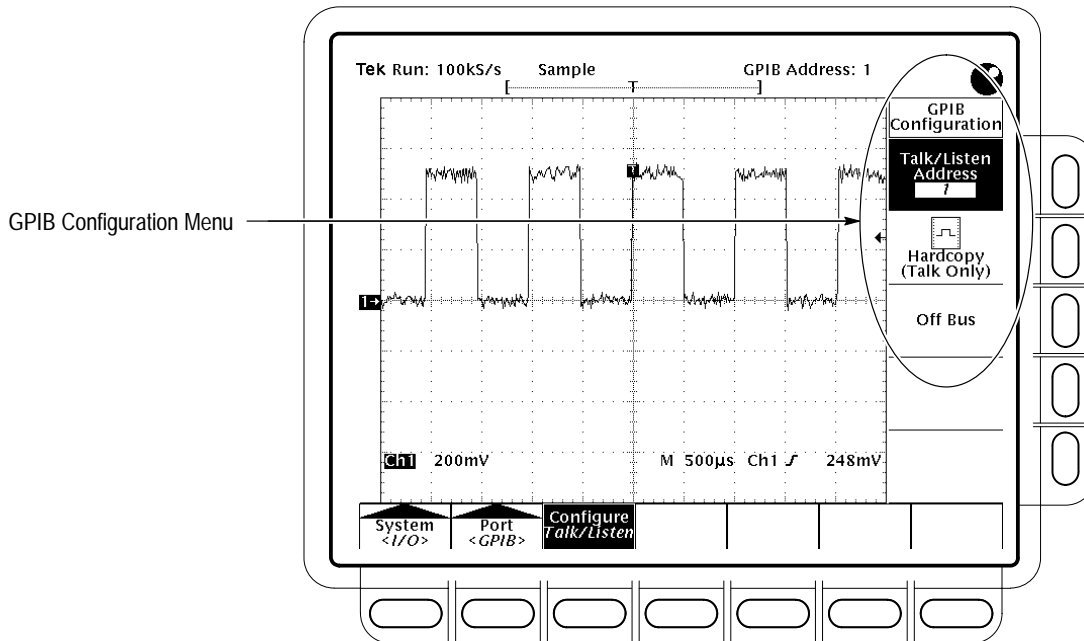 Tek Run: 100kS/s Sample GPIB Address: 1
[ T ]
GPIB
Configuration
Talk/Listen
Address
1
T
GPIB Configuration Menu
Hardcopy
(Talk Only)
1→
Off Bus
Ch1 200mV M 500µs Ch1 248mV
System
<I/O>
Port
<GPIB>
Configure
Talk/Listen